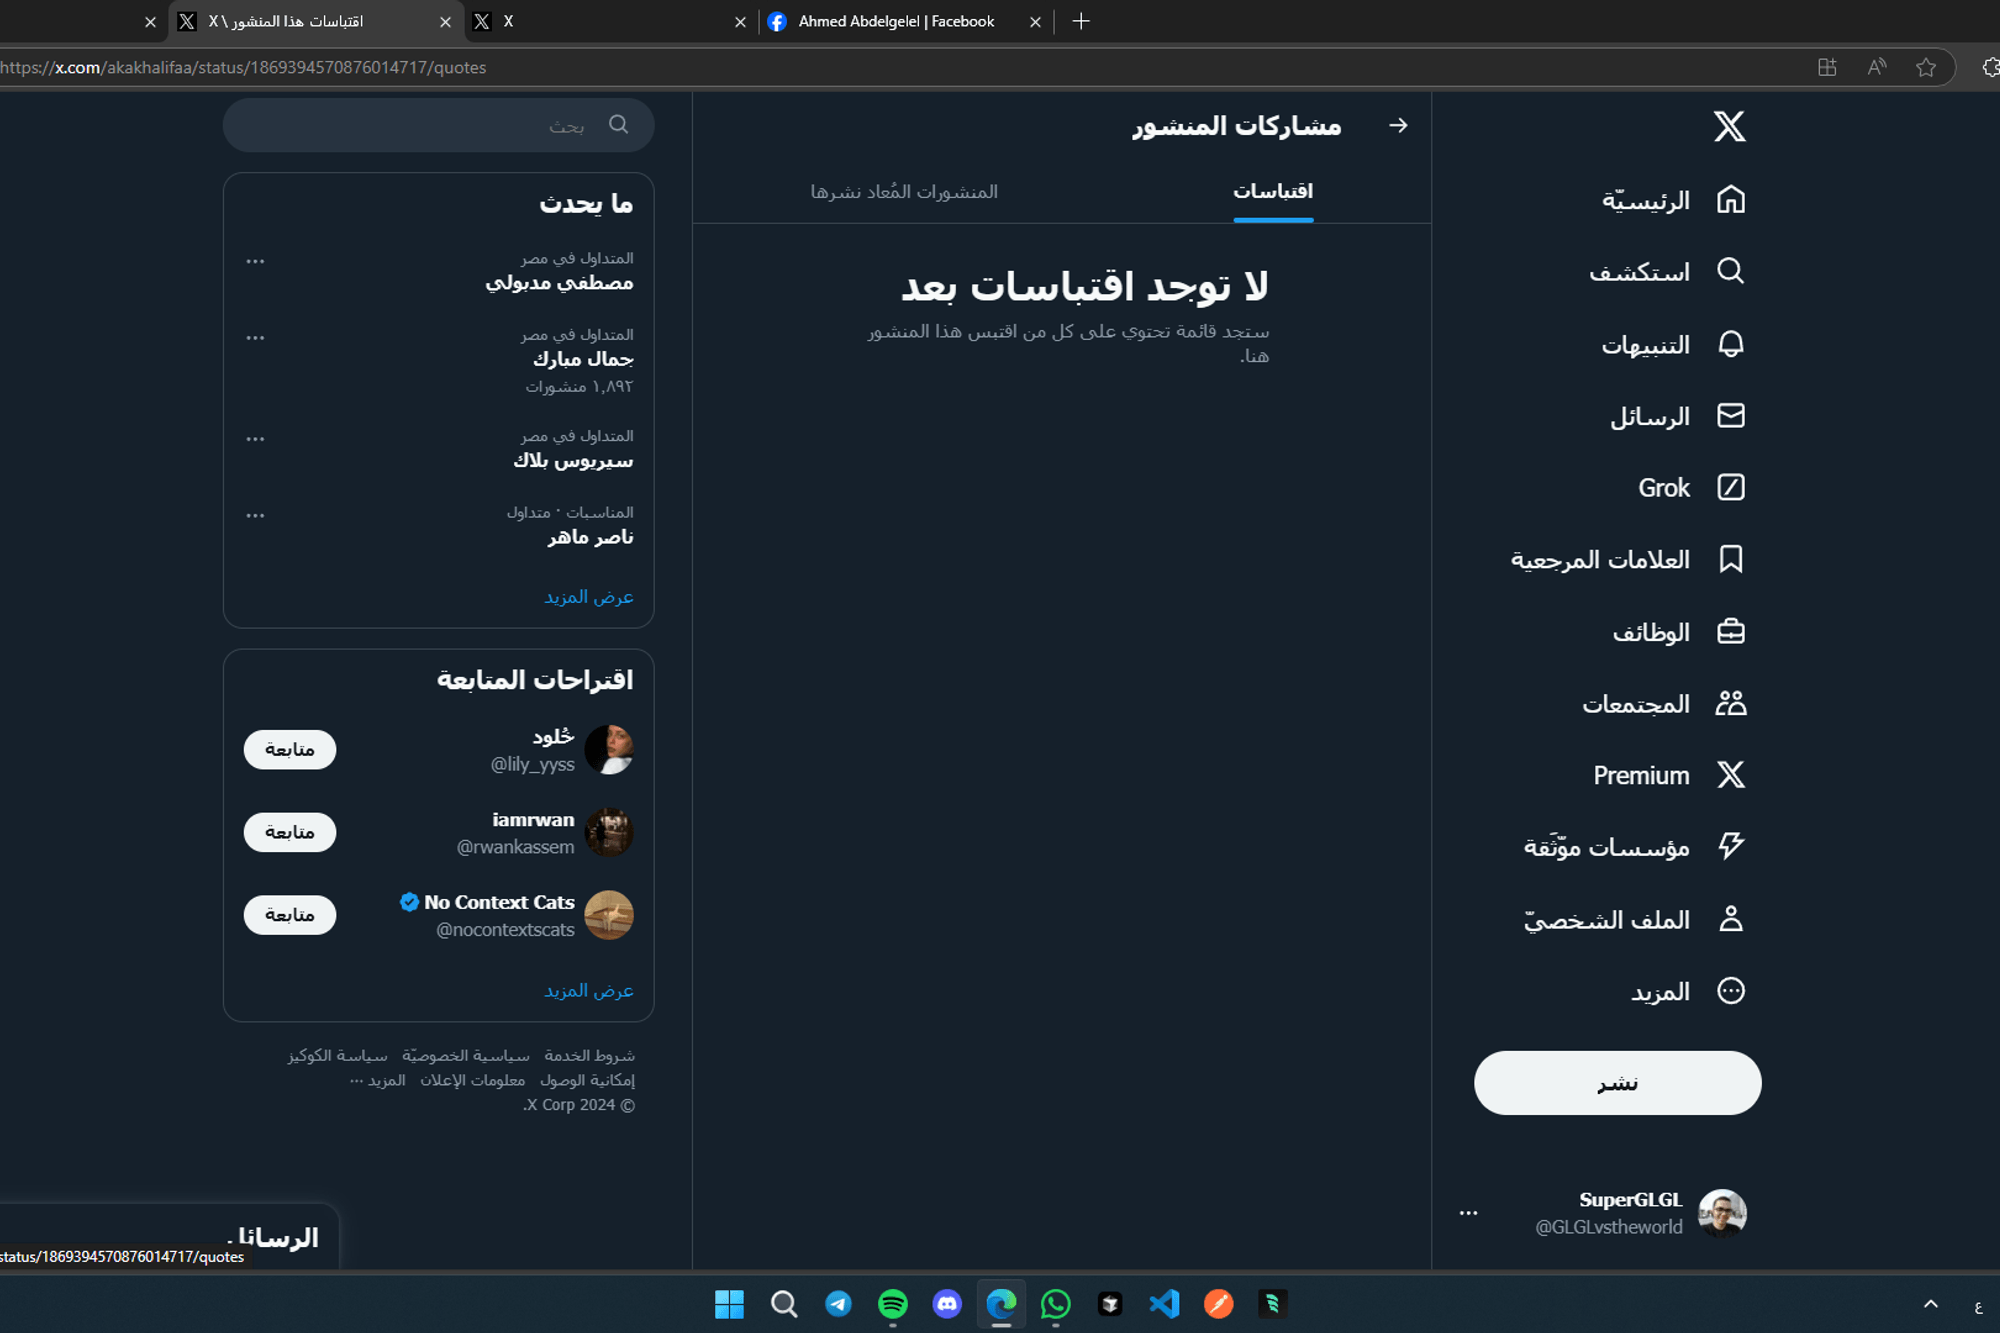 اقتباسات هذا المنشور \ X
X
Ahmed Abdelgelel | Facebook
https://x.com/akakhalifaa/status/1869394570876014717/quotes
الرئيسيّة
استكشف
التنبيهات
الرسائل
Grok
العلامات المرجعية
الوظائف
المجتمعات
Premium
مؤسسات موّثَقة
الملف الشخصيّ
المزيد
نشر
SuperGLGL
@GLGLvstheworld
مشاركات المنشور
اقتباسات
المنشورات المُعاد نشرها
لا توجد اقتباسات بعد
ستجد قائمة تحتوي على كل من اقتبس هذا المنشور
هنا.
بحث
ما يحدث
المتداول في مصر
مصطفي مدبولي
المتداول في مصر
جمال مبارك
١,٨٩٢ منشورات
المتداول في مصر
سيريوس بلاك
المناسبات · متداول
ناصر ماهر
عرض المزيد
اقتراحات المتابعة
خُلود
@lily_yyss
متابعة
iamrwan
@rwankassem
متابعة
No Context Cats
@nocontextscats
متابعة
عرض المزيد
شروط الخدمة سياسية الخصوصيّة سياسة الكوكيز
إمكانية الوصول معلومات الإعلان المزيد ...
© 2024 X Corp.
الرسائل
status/1869394570876014717/quotes
ع